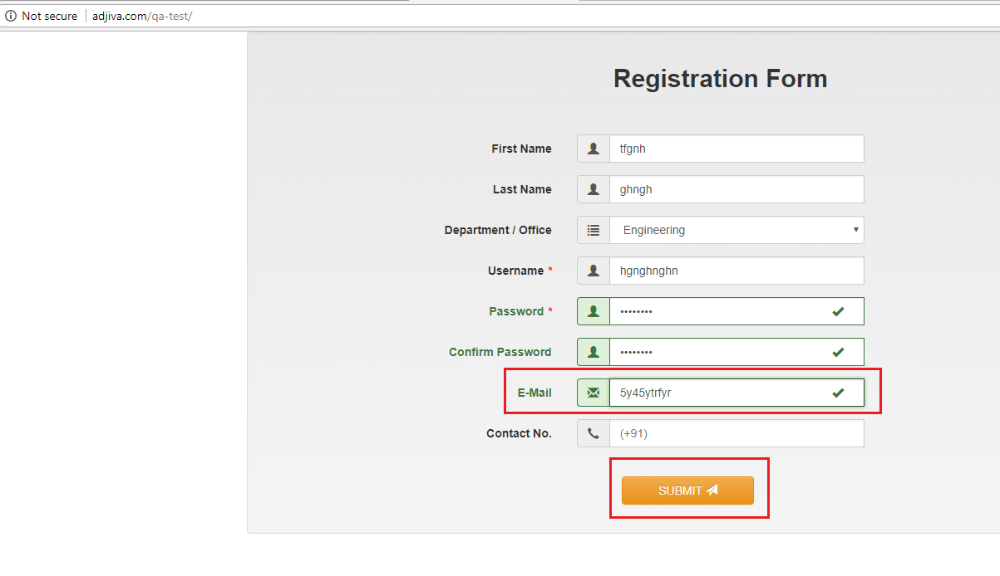 Not secure | adjiva.com/qa-test/
Registration Form
First Name tfgnh
Last Name ghngh
Department / Office Engineering
Username * hgnghnghn
Password * ••••••••
Confirm Password ••••••••
E-Mail 5y45ytrfyr
Contact No. (+91)
SUBMIT